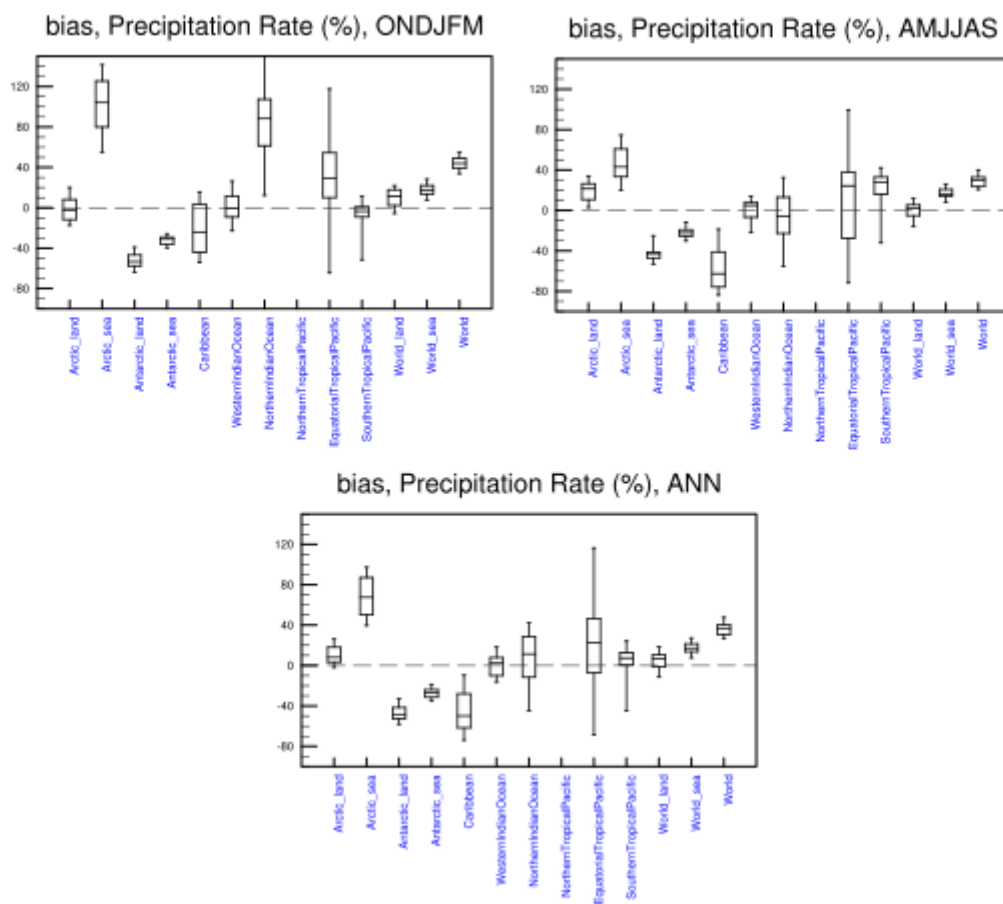 bias, Precipitation Rate (%), ONDJFM
120
80
40
0
-40
-80
Arctic_land
Arctic_sea
Antarctic_land
Antarctic_sea
Caribbean
WesternIndianOcean
NorthernIndianOcean
NorthernTropicalPacific
EquatorialTropicalPacific
SouthernTropicalPacific
World_land
World_sea
World
bias, Precipitation Rate (%), AMJJAS
120
80
40
0
-40
-80
Arctic_land
Arctic_sea
Antarctic_land
Antarctic_sea
Caribbean
WesternIndianOcean
NorthernIndianOcean
NorthernTropicalPacific
EquatorialTropicalPacific
SouthernTropicalPacific
World_land
World_sea
World
bias, Precipitation Rate (%), ANN
120
80
40
0
-40
-80
Arctic_land
Arctic_sea
Antarctic_land
Antarctic_sea
Caribbean
WesternIndianOcean
NorthernIndianOcean
NorthernTropicalPacific
EquatorialTropicalPacific
SouthernTropicalPacific
World_land
World_sea
World